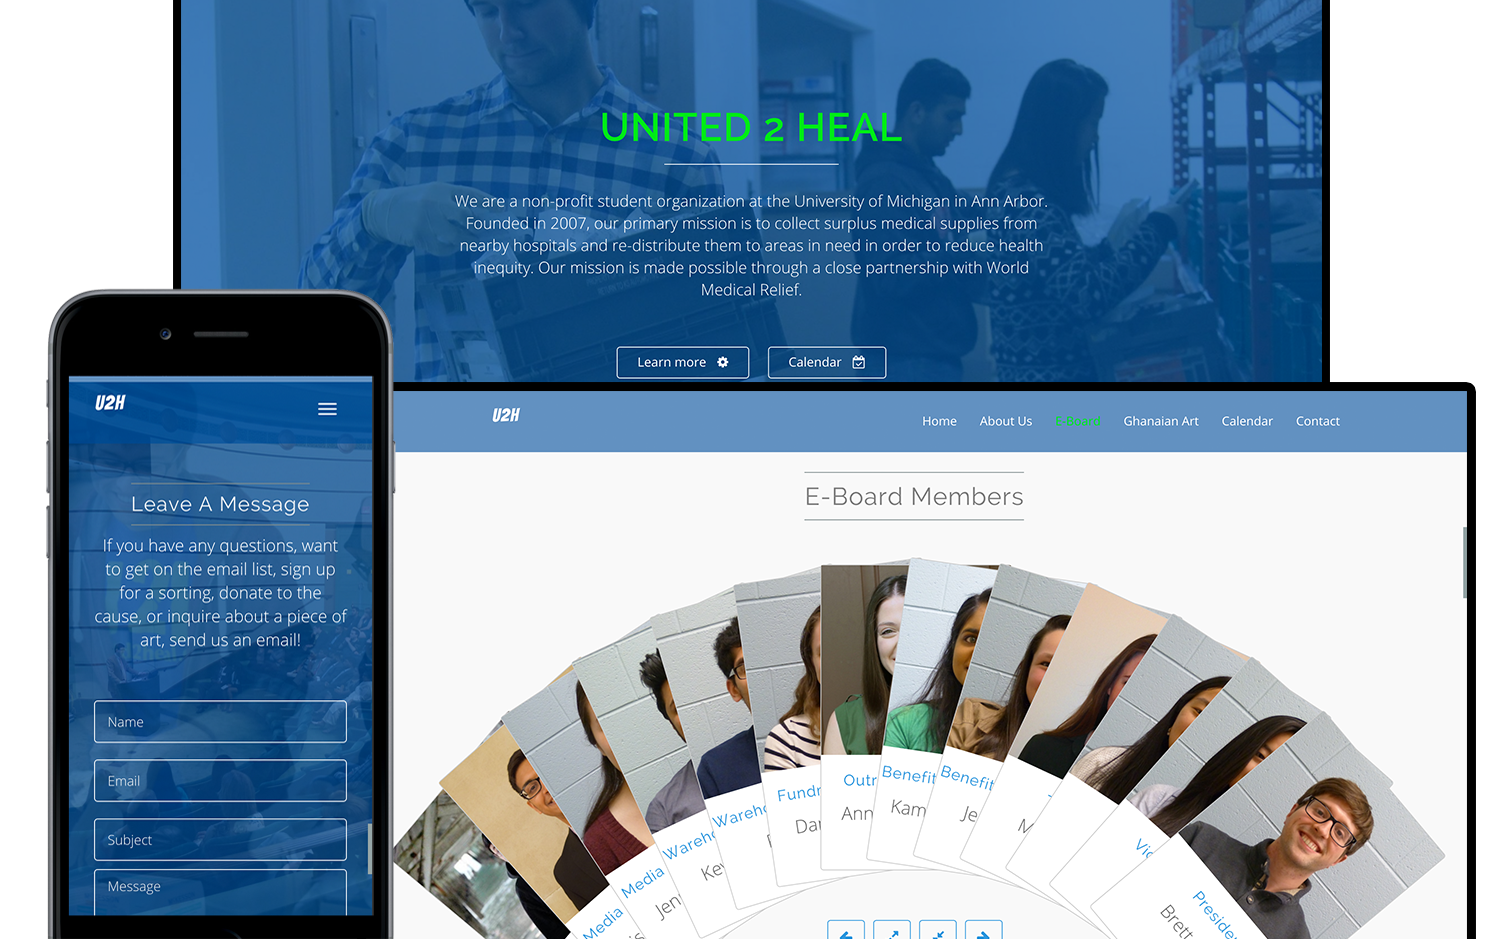 UNITED 2 HEAL
We are a non-profit student organization at the University of Michigan in Ann Arbor.
Founded in 2007, our primary mission is to collect surplus medical supplies from
nearby hospitals and re-distribute them to areas in need in order to reduce health
inequity. Our mission is made possible through a close partnership with World
Medical Relief.
Learn more
Calendar
U2H
Leave A Message
If you have any questions, want
to get on the email list, sign up
for a sorting, donate to the
cause, or inquire about a piece of
art, send us an email!
Name
Email
Subject
Message
U2H
Home About Us E-Board Ghanaian Art Calendar Contact
E-Board Members
Media
Media
Jen
Wareho
Ke
Wareho
Fundr
Da
Outr
Ann
Benefit
Kam
Benefit
Je
M
Vic
Preside
Brett